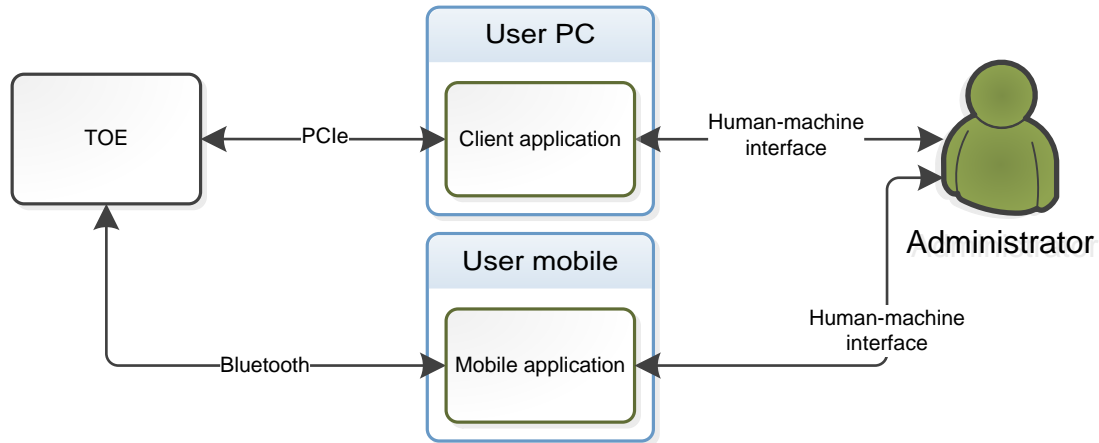 User PC
TOE
PCIe
Client application
Human-machine
interface
Administrator
User mobile
Human-machine
interface
Bluetooth
Mobile application